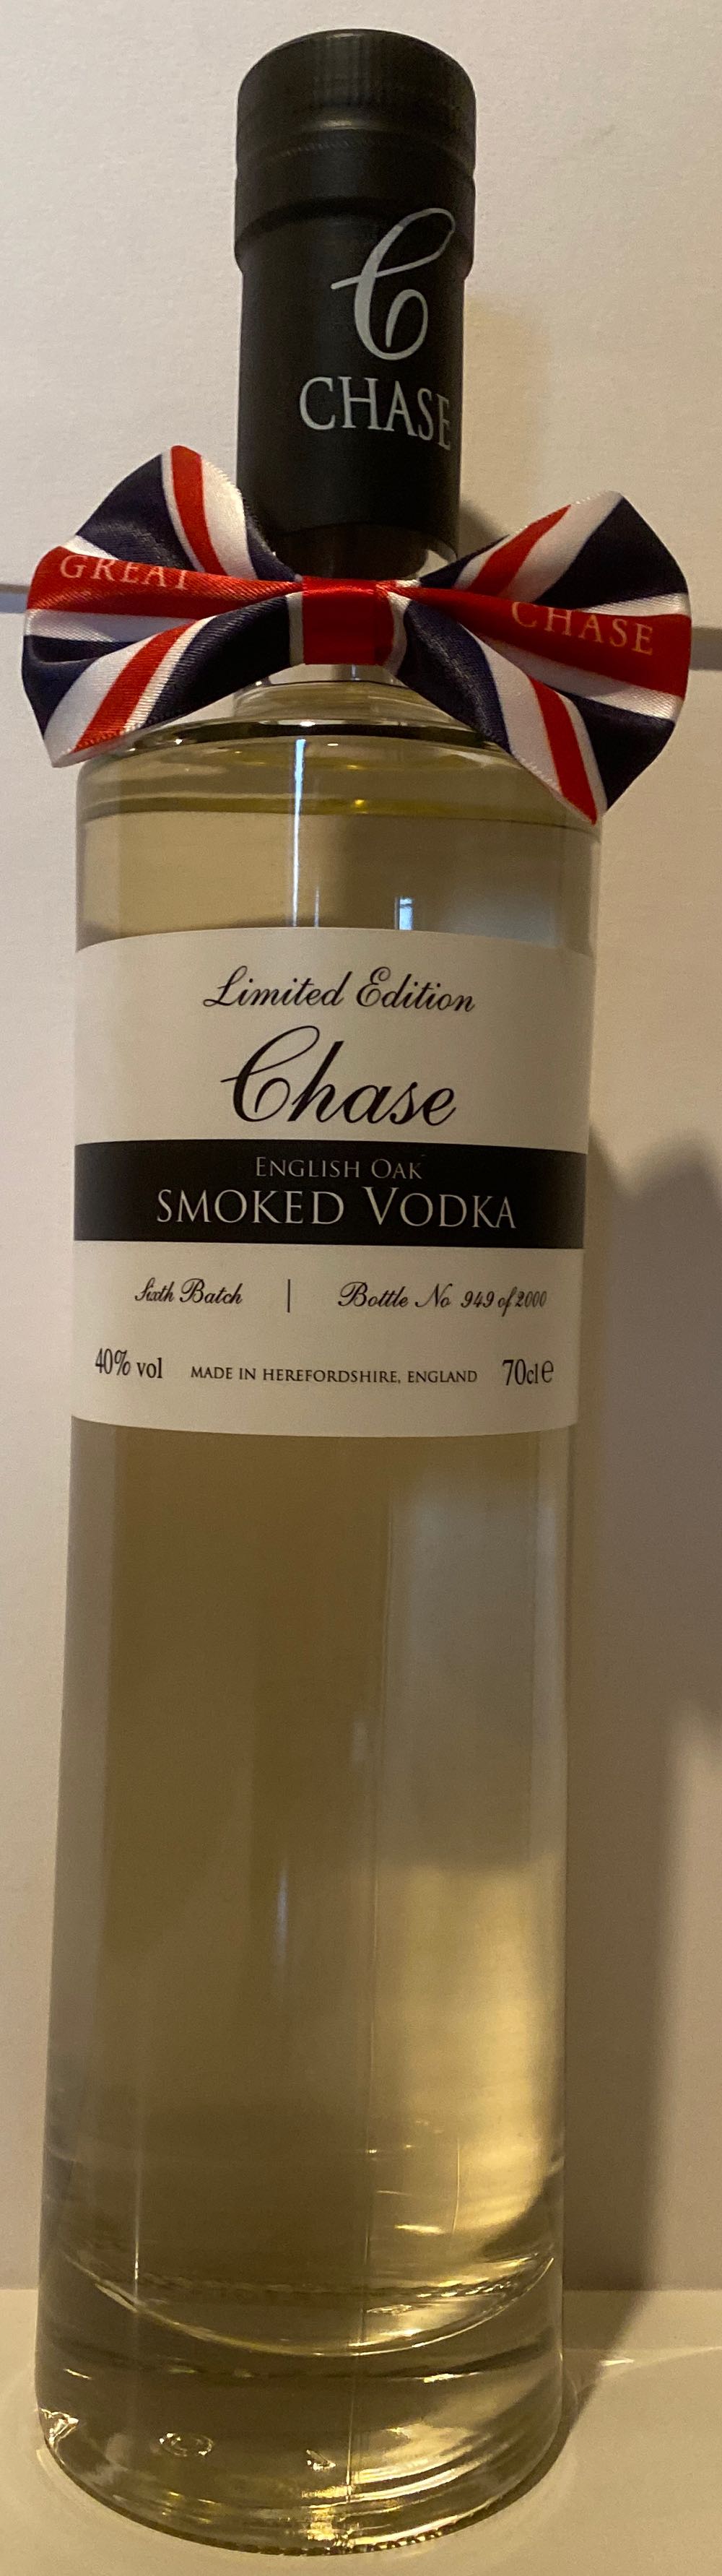 C
CHASE
GREAT
CHASE
Limited Edition
Chase
ENGLISH OAK
SMOKED VODKA
Sixth Batch | Bottle No 949 of 2000
40% vol MADE IN HEREFORDSHIRE, ENGLAND 70cl e